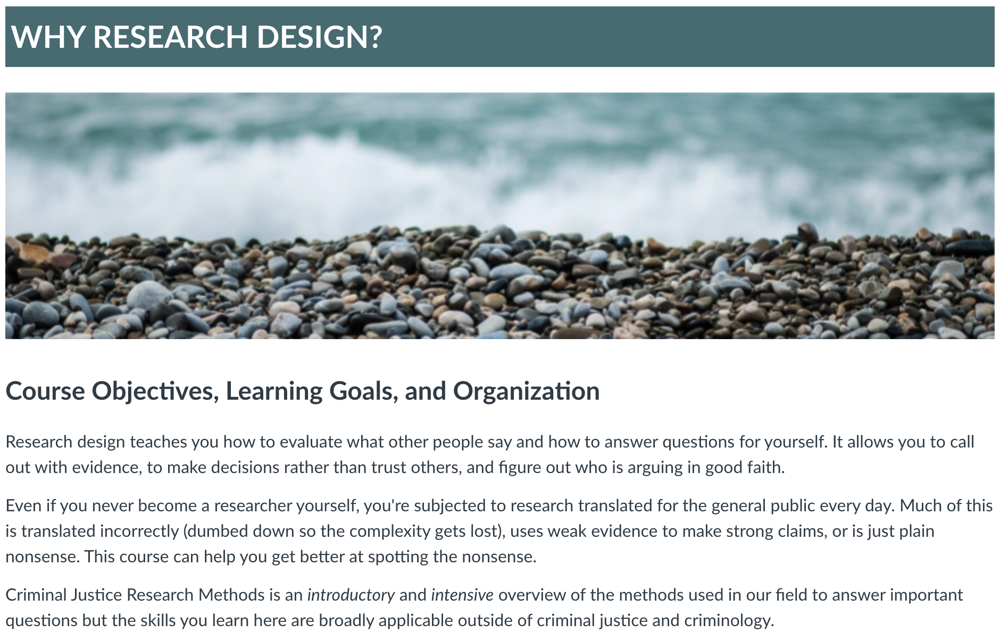 WHY RESEARCH DESIGN?
Course Objectives, Learning Goals, and Organization
Research design teaches you how to evaluate what other people say and how to answer questions for yourself. It allows you to call
out with evidence, to make decisions rather than trust others, and figure out who is arguing in good faith.
Even if you never become a researcher yourself, you're subjected to research translated for the general public every day. Much of this
is translated incorrectly (dumbed down so the complexity gets lost), uses weak evidence to make strong claims, or is just plain
nonsense. This course can help you get better at spotting the nonsense.
Criminal Justice Research Methods is an introductory and intensive overview of the methods used in our field to answer important
questions but the skills you learn here are broadly applicable outside of criminal justice and criminology.